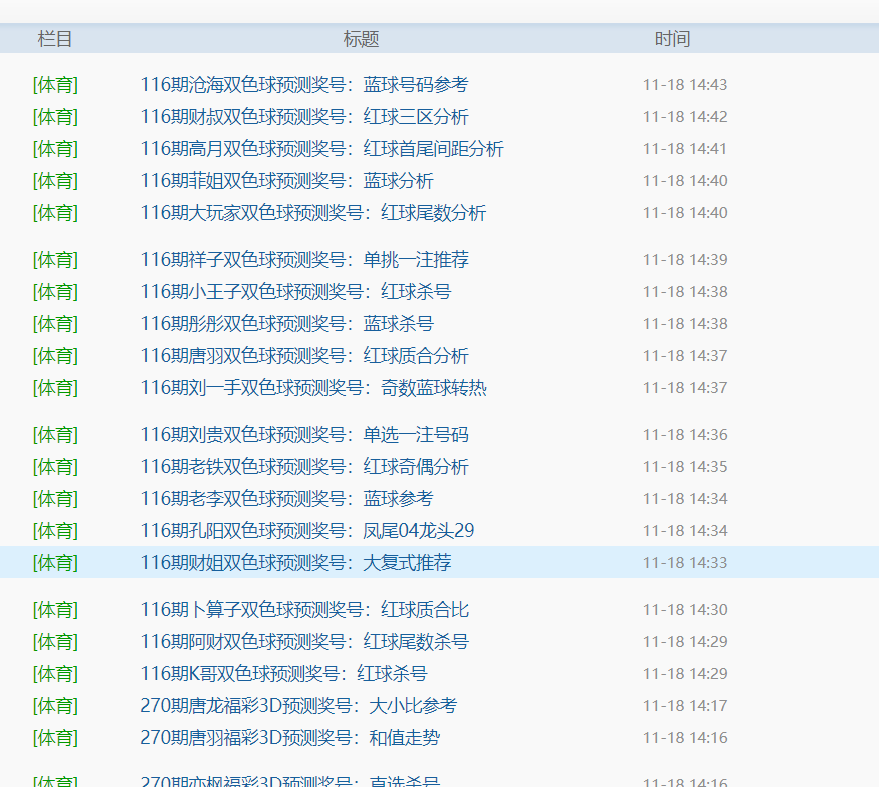 栏目 标题 时间
[体育] 116期沧海双色球预测奖号：蓝球号码参考 11-18 14:43
[体育] 116期财叔双色球预测奖号：红球三区分析 11-18 14:42
[体育] 116期高月双色球预测奖号：红球首尾间距分析 11-18 14:41
[体育] 116期菲姐双色球预测奖号：蓝球分析 11-18 14:40
[体育] 116期大玩家双色球预测奖号：红球尾数分析 11-18 14:40
[体育] 116期祥子双色球预测奖号：单挑一注推荐 11-18 14:39
[体育] 116期小王子双色球预测奖号：红球杀号 11-18 14:38
[体育] 116期彤彤双色球预测奖号：蓝球杀号 11-18 14:38
[体育] 116期唐羽双色球预测奖号：红球质合分析 11-18 14:37
[体育] 116期刘一手双色球预测奖号：奇数蓝球转热 11-18 14:37
[体育] 116期刘贵双色球预测奖号：单选一注号码 11-18 14:36
[体育] 116期老铁双色球预测奖号：红球奇偶分析 11-18 14:35
[体育] 116期老李双色球预测奖号：蓝球参考 11-18 14:34
[体育] 116期孔阳双色球预测奖号：凤尾04龙头29 11-18 14:34
[体育] 116期财姐双色球预测奖号：大复式推荐 11-18 14:33
[体育] 116期卜算子双色球预测奖号：红球质合比 11-18 14:30
[体育] 116期阿财双色球预测奖号：红球尾数杀号 11-18 14:29
[体育] 116期K哥双色球预测奖号：红球杀号 11-18 14:29
[体育] 270期唐龙福彩3D预测奖号：大小比参考 11-18 14:17
[体育] 270期唐羽福彩3D预测奖号：和值走势 11-18 14:16
[体育] 270期亦枫福彩3D预测奖号：直选杀号 11-18 14:16